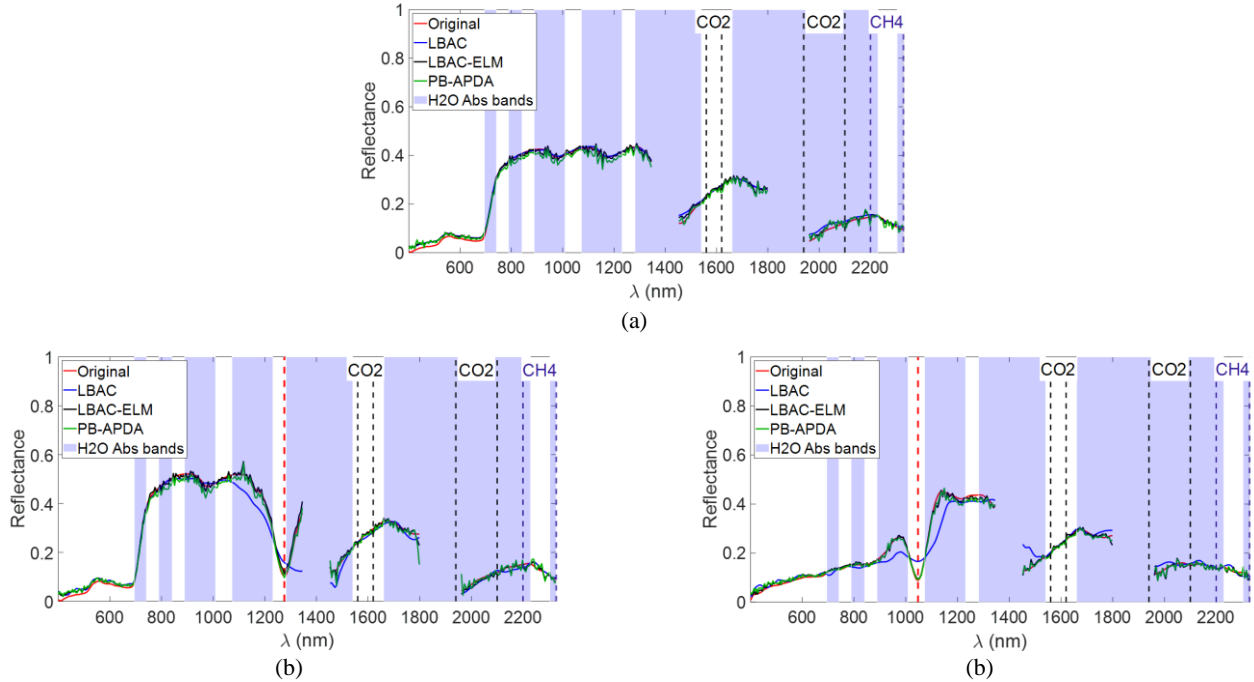 1
0.8
0.6
0.4
0.2
0
Reflectance
Original
LBAC
LBAC-ELM
PB-APDA
H2O Abs bands
CO2
CO2
CH4
600 800 1000 1200 1400 1600 1800 2000 2200
λ (nm)
(a)
1
0.8
0.6
0.4
0.2
0
Reflectance
Original
LBAC
LBAC-ELM
PB-APDA
H2O Abs bands
CO2
CO2
CH4
600 800 1000 1200 1400 1600 1800 2000 2200
λ (nm)
(b)
1
0.8
0.6
0.4
0.2
0
Reflectance
Original
LBAC
LBAC-ELM
PB-APDA
H2O Abs bands
CO2
CO2
CH4
600 800 1000 1200 1400 1600 1800 2000 2200
λ (nm)
(b)